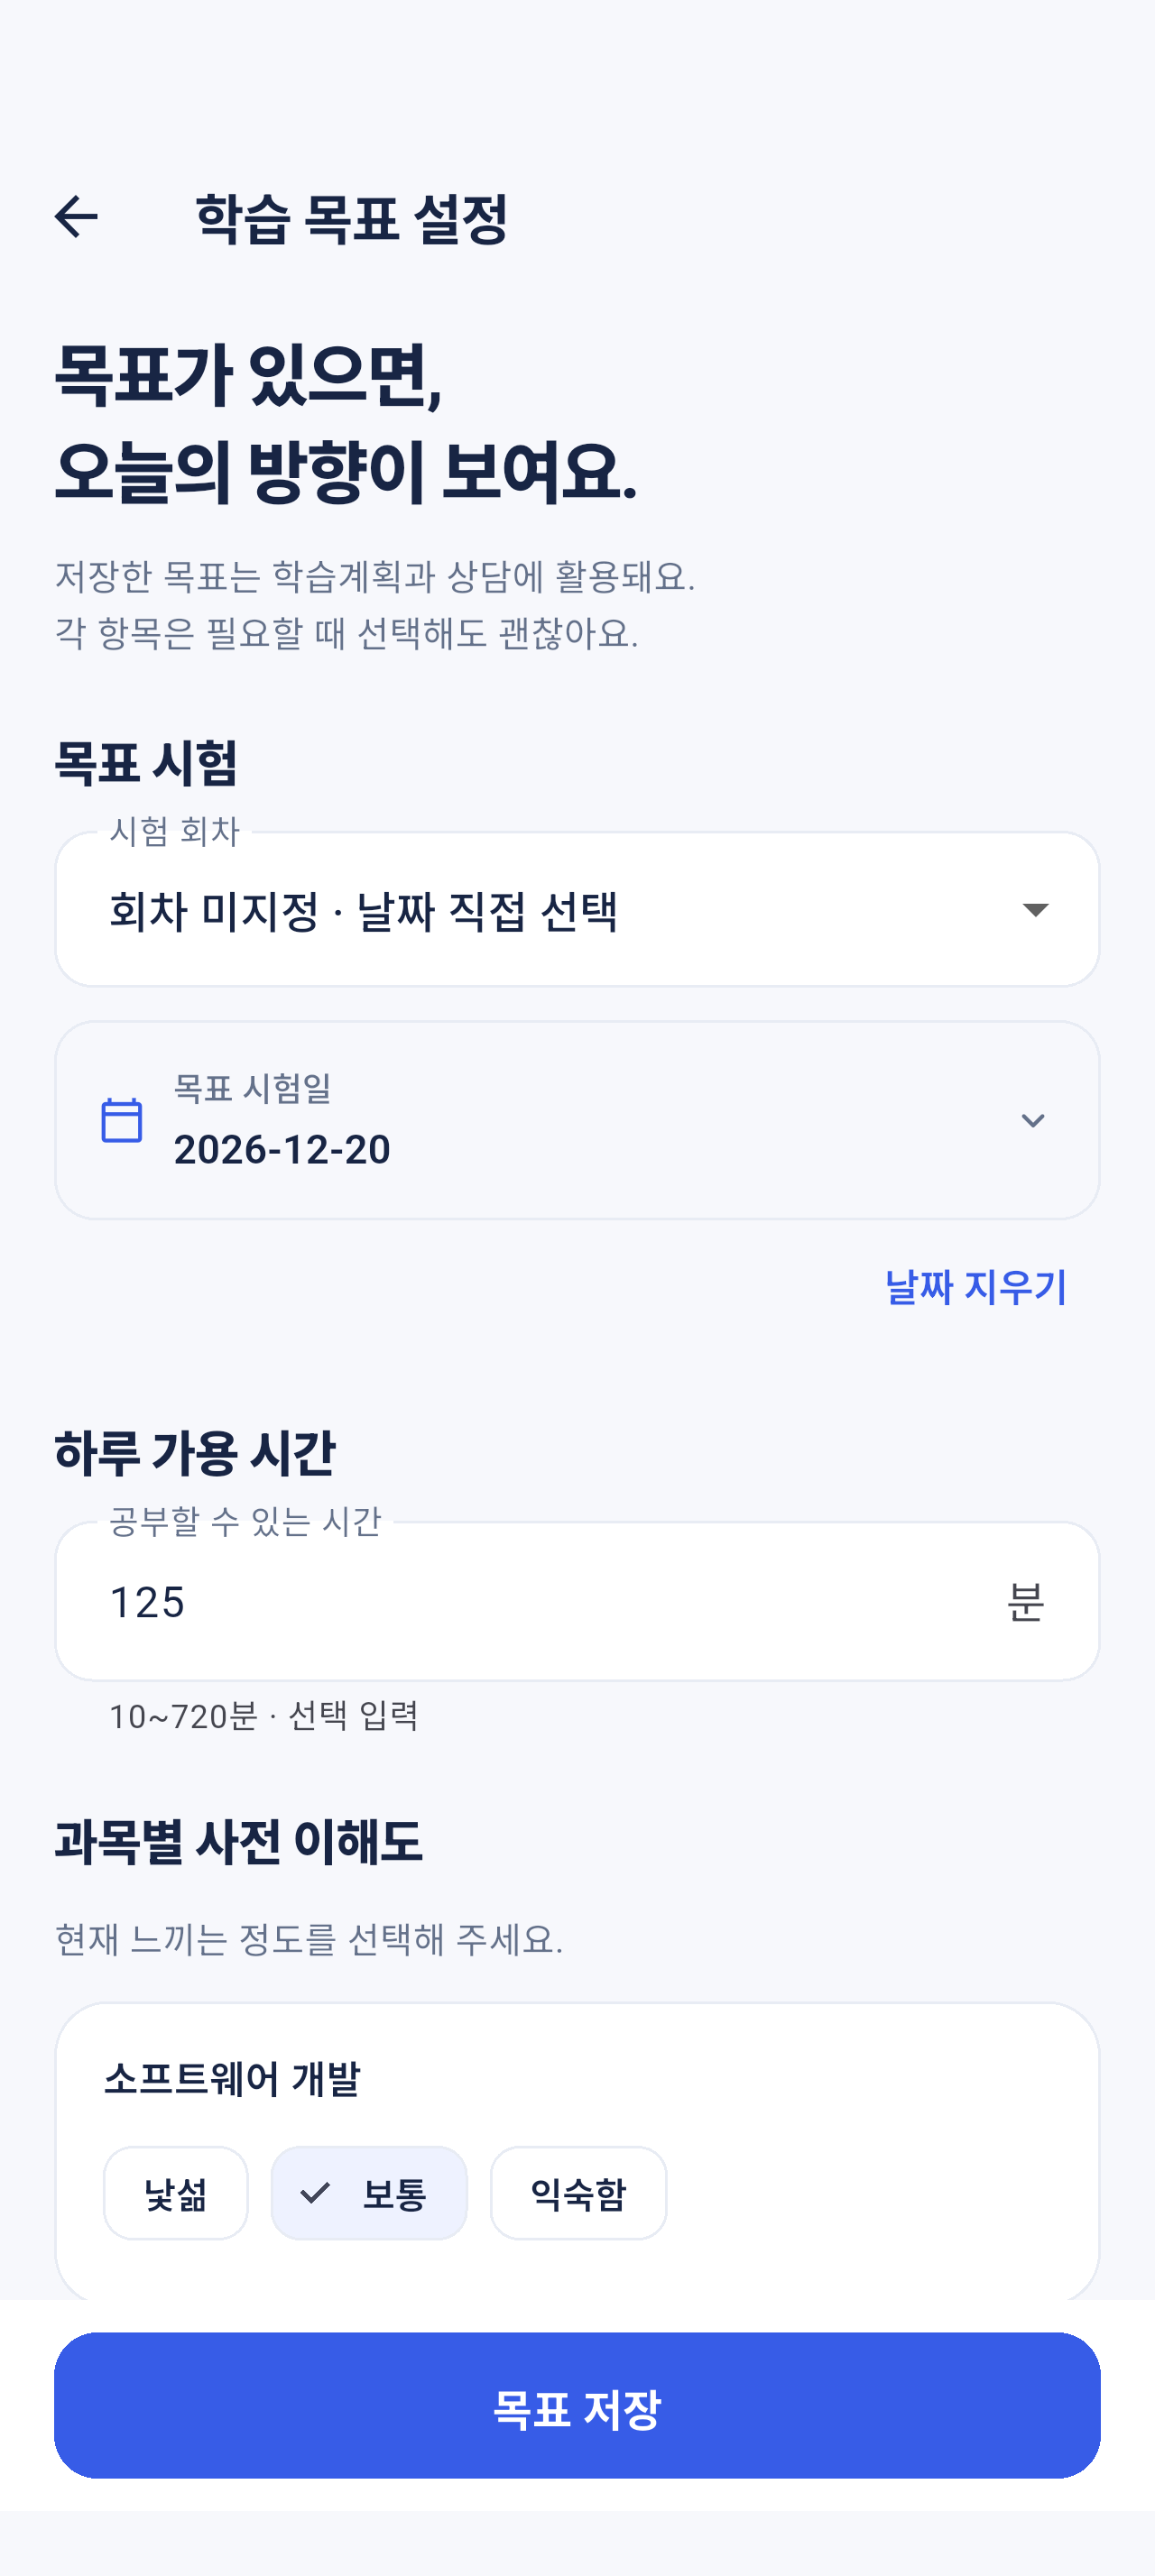 학습 목표 설정
목표가 있으면,
오늘의 방향이 보여요.
저장한 목표는 학습계획과 상담에 활용돼요.
각 항목은 필요할 때 선택해도 괜찮아요.
목표 시험
시험 회차
회차 미지정 · 날짜 직접 선택
목표 시험일
2026-12-20
날짜 지우기
하루 가용 시간
공부할 수 있는 시간
125 분
10~720분 · 선택 입력
과목별 사전 이해도
현재 느끼는 정도를 선택해 주세요.
소프트웨어 개발
낯섦 보통 익숙함
목표 저장